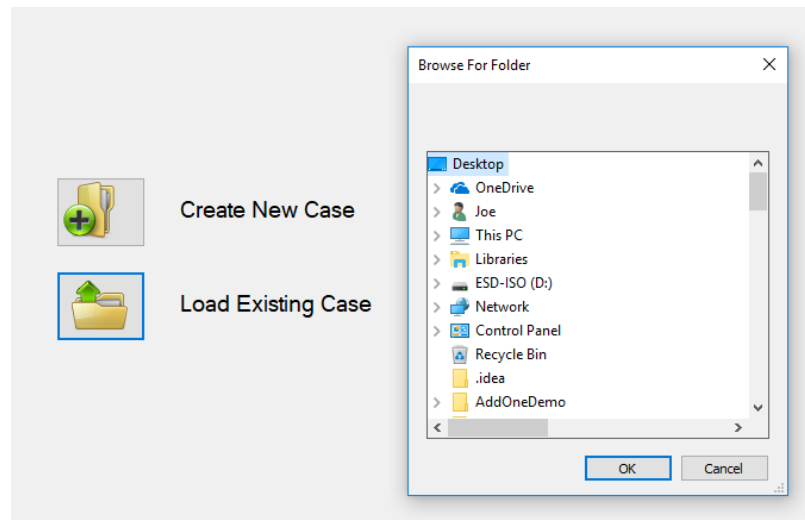 Create New Case
Load Existing Case
Browse For Folder
Desktop
OneDrive
Joe
This PC
Libraries
ESD-ISO (D:)
Network
Control Panel
Recycle Bin
.idea
AddOneDemo
OK
Cancel